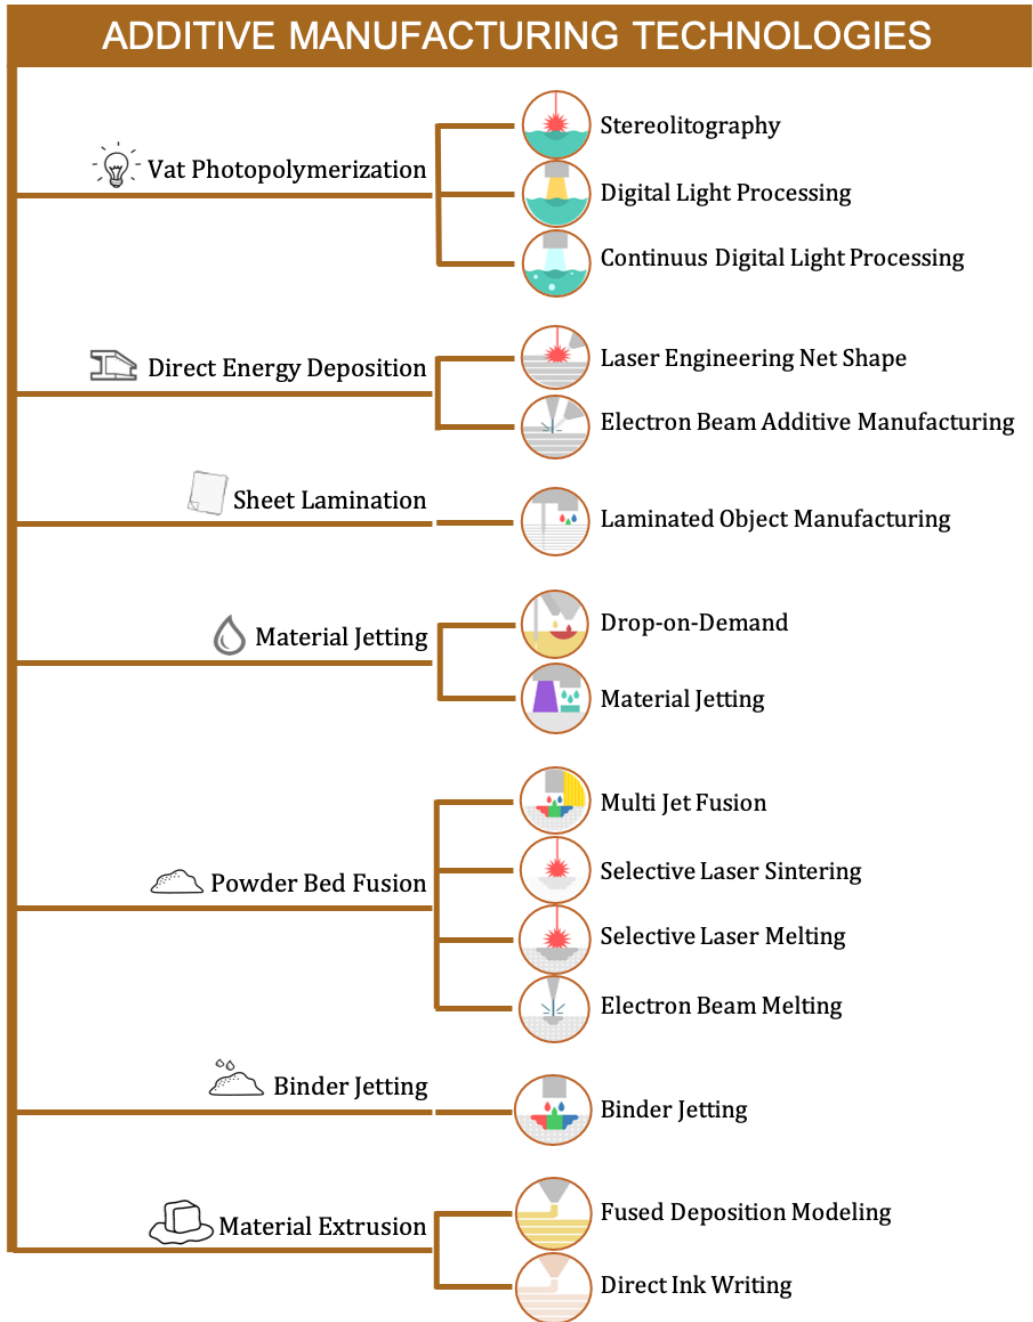 ADDITIVE MANUFACTURING TECHNOLOGIES
Vat Photopolymerization
Stereolitography
Digital Light Processing
Continuus Digital Light Processing
Direct Energy Deposition
Laser Engineering Net Shape
Electron Beam Additive Manufacturing
Sheet Lamination
Laminated Object Manufacturing
Material Jetting
Drop-on-Demand
Material Jetting
Powder Bed Fusion
Multi Jet Fusion
Selective Laser Sintering
Selective Laser Melting
Electron Beam Melting
Binder Jetting
Binder Jetting
Material Extrusion
Fused Deposition Modeling
Direct Ink Writing